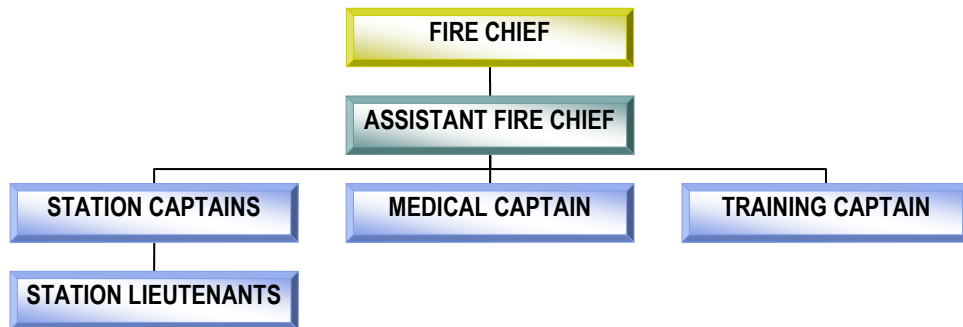 FIRE CHIEF
ASSISTANT FIRE CHIEF
STATION CAPTAINS
MEDICAL CAPTAIN
TRAINING CAPTAIN
STATION LIEUTENANTS